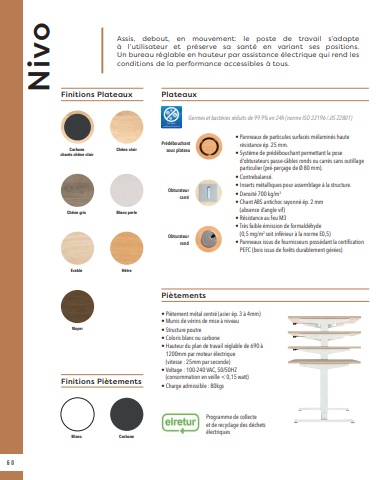 Nivo
Assis, debout, en mouvement: le poste de travail s'adapte
à l'utilisateur et préserve sa santé en variant ses positions.
Un bureau réglable en hauteur par assistance électrique qui rend les
conditions de la performance accessibles à tous.
Finitions Plateaux
Carbone
chants chêne clair
Chêne clair
Chêne gris
Blanc perle
Erable
Hêtre
Noyer
Finitions Piètements
Blanc
Carbone
Plateaux
Germes et bactéries réduits de 99.9% en 24h (norme ISO 22196 / JIS Z2801)
Prédébouchant
sous plateau
Obturateur
carré
Obturateur
rond
• Panneaux de particules surfacés mélaminés haute
résistance ép. 25 mm.
• Système de prédébouchant permettant la pose
d'obturateurs passe-câbles ronds ou carrés sans outillage
particulier (pré-perçage de Ø 80 mm).
• Contrebalancé.
• Inserts métalliques pour assemblage à la structure.
• Densité 700 kg/m³
• Chant ABS antichoc rayonné ép. 2 mm
(absence d'angle vif)
• Résistance au feu M3
• Très faible émission de formaldéhyde
(0,5 mg/m² soit inférieur à la norme E0,5)
• Panneaux issus de fournisseurs possédant la certification
PEFC (bois issus de forêts durablement gérées)
Piètements
• Piètement métal centré (acier ép. 3 à 4mm)
• Munis de vérins de mise à niveau
• Structure poutre
• Coloris blanc ou carbone
• Hauteur du plan de travail réglable de 690 à
1200mm par moteur électrique
(vitesse : 25mm par seconde)
• Voltage : 100-240 VAC, 50/60HZ
(consommation en veille < 0,15 watt)
• Charge admissible : 80kgs
elretur
Programme de collecte
et de recyclage des déchets
électriques
68